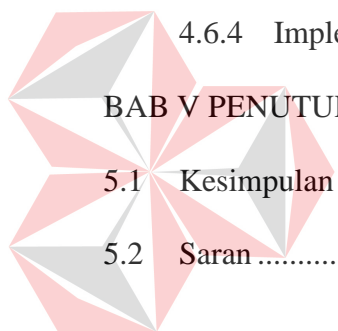 4.6.4 Imple
BAB V PENUTU
5.1 Kesimpulan
5.2 Saran ..........